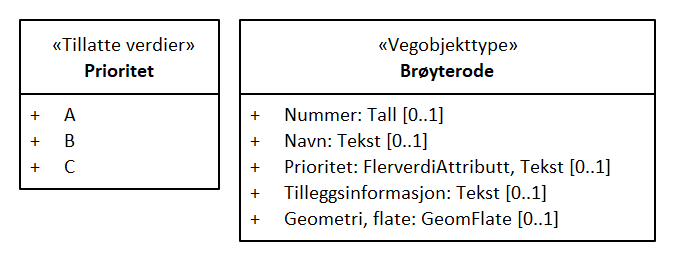 «Tillatte verdier»
Prioritet
+ A
+ B
+ C
«Vegobjekttype»
Brøyterode
+ Nummer: Tall [0..1]
+ Navn: Tekst [0..1]
+ Prioritet: FlerverdiAttributt, Tekst [0..1]
+ Tilleggsinformasjon: Tekst [0..1]
+ Geometri, flate: GeomFlate [0..1]